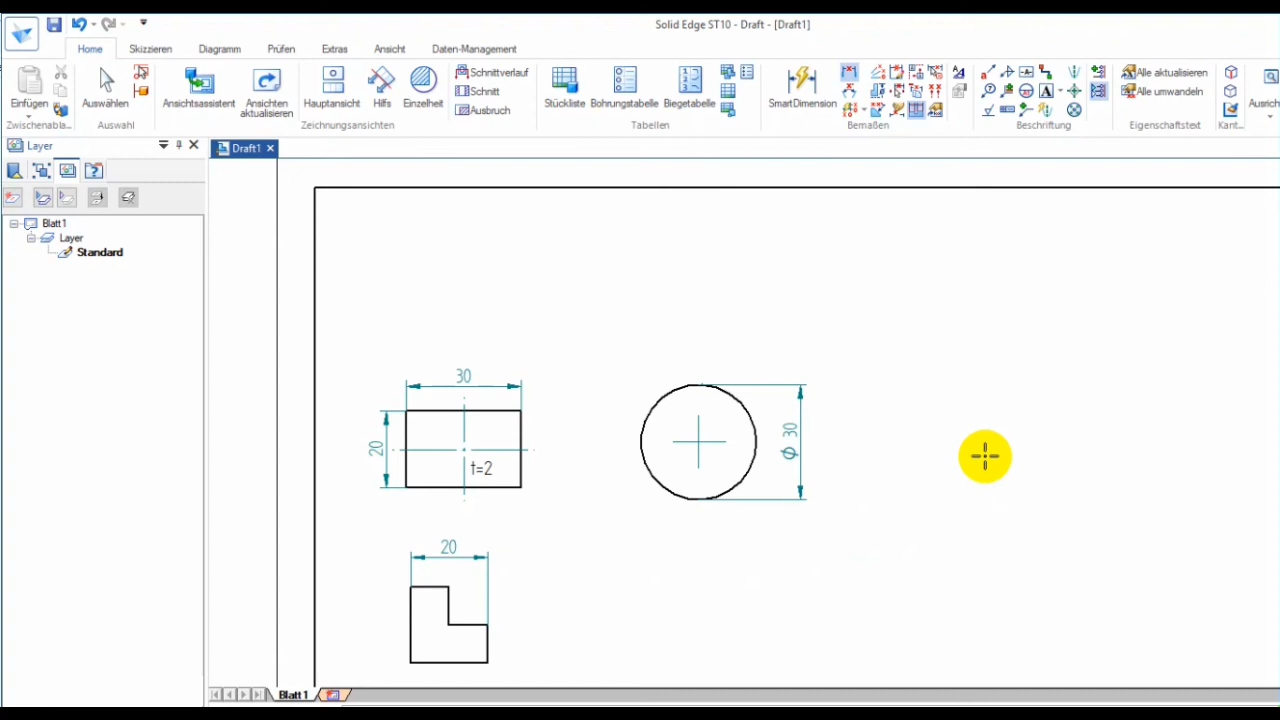 Solid Edge ST10 - Draft - [Draft1]
Home Skizzieren Diagramm Prüfen Extras Ansicht Daten-Management
Einfügen
Zwischenabla...
Auswählen
Auswahl
Ansichtsassistent
Ansichten aktualisieren
Hauptansicht
Hilfs
Einzelheit
Schnittverlauf
Schnitt
Ausbruch
Zeichnungsansichten
Stückliste
Bohrungstabelle
Biegetabelle
Tabellen
SmartDimension
Bemaßen
Beschriftung
Alle aktualisieren
Alle umwandeln
Eigenschaftstext
Kant...
Layer
Draft1
Blatt1
Layer
Standard
30
20
t=2
ϕ 30
20
Blatt1